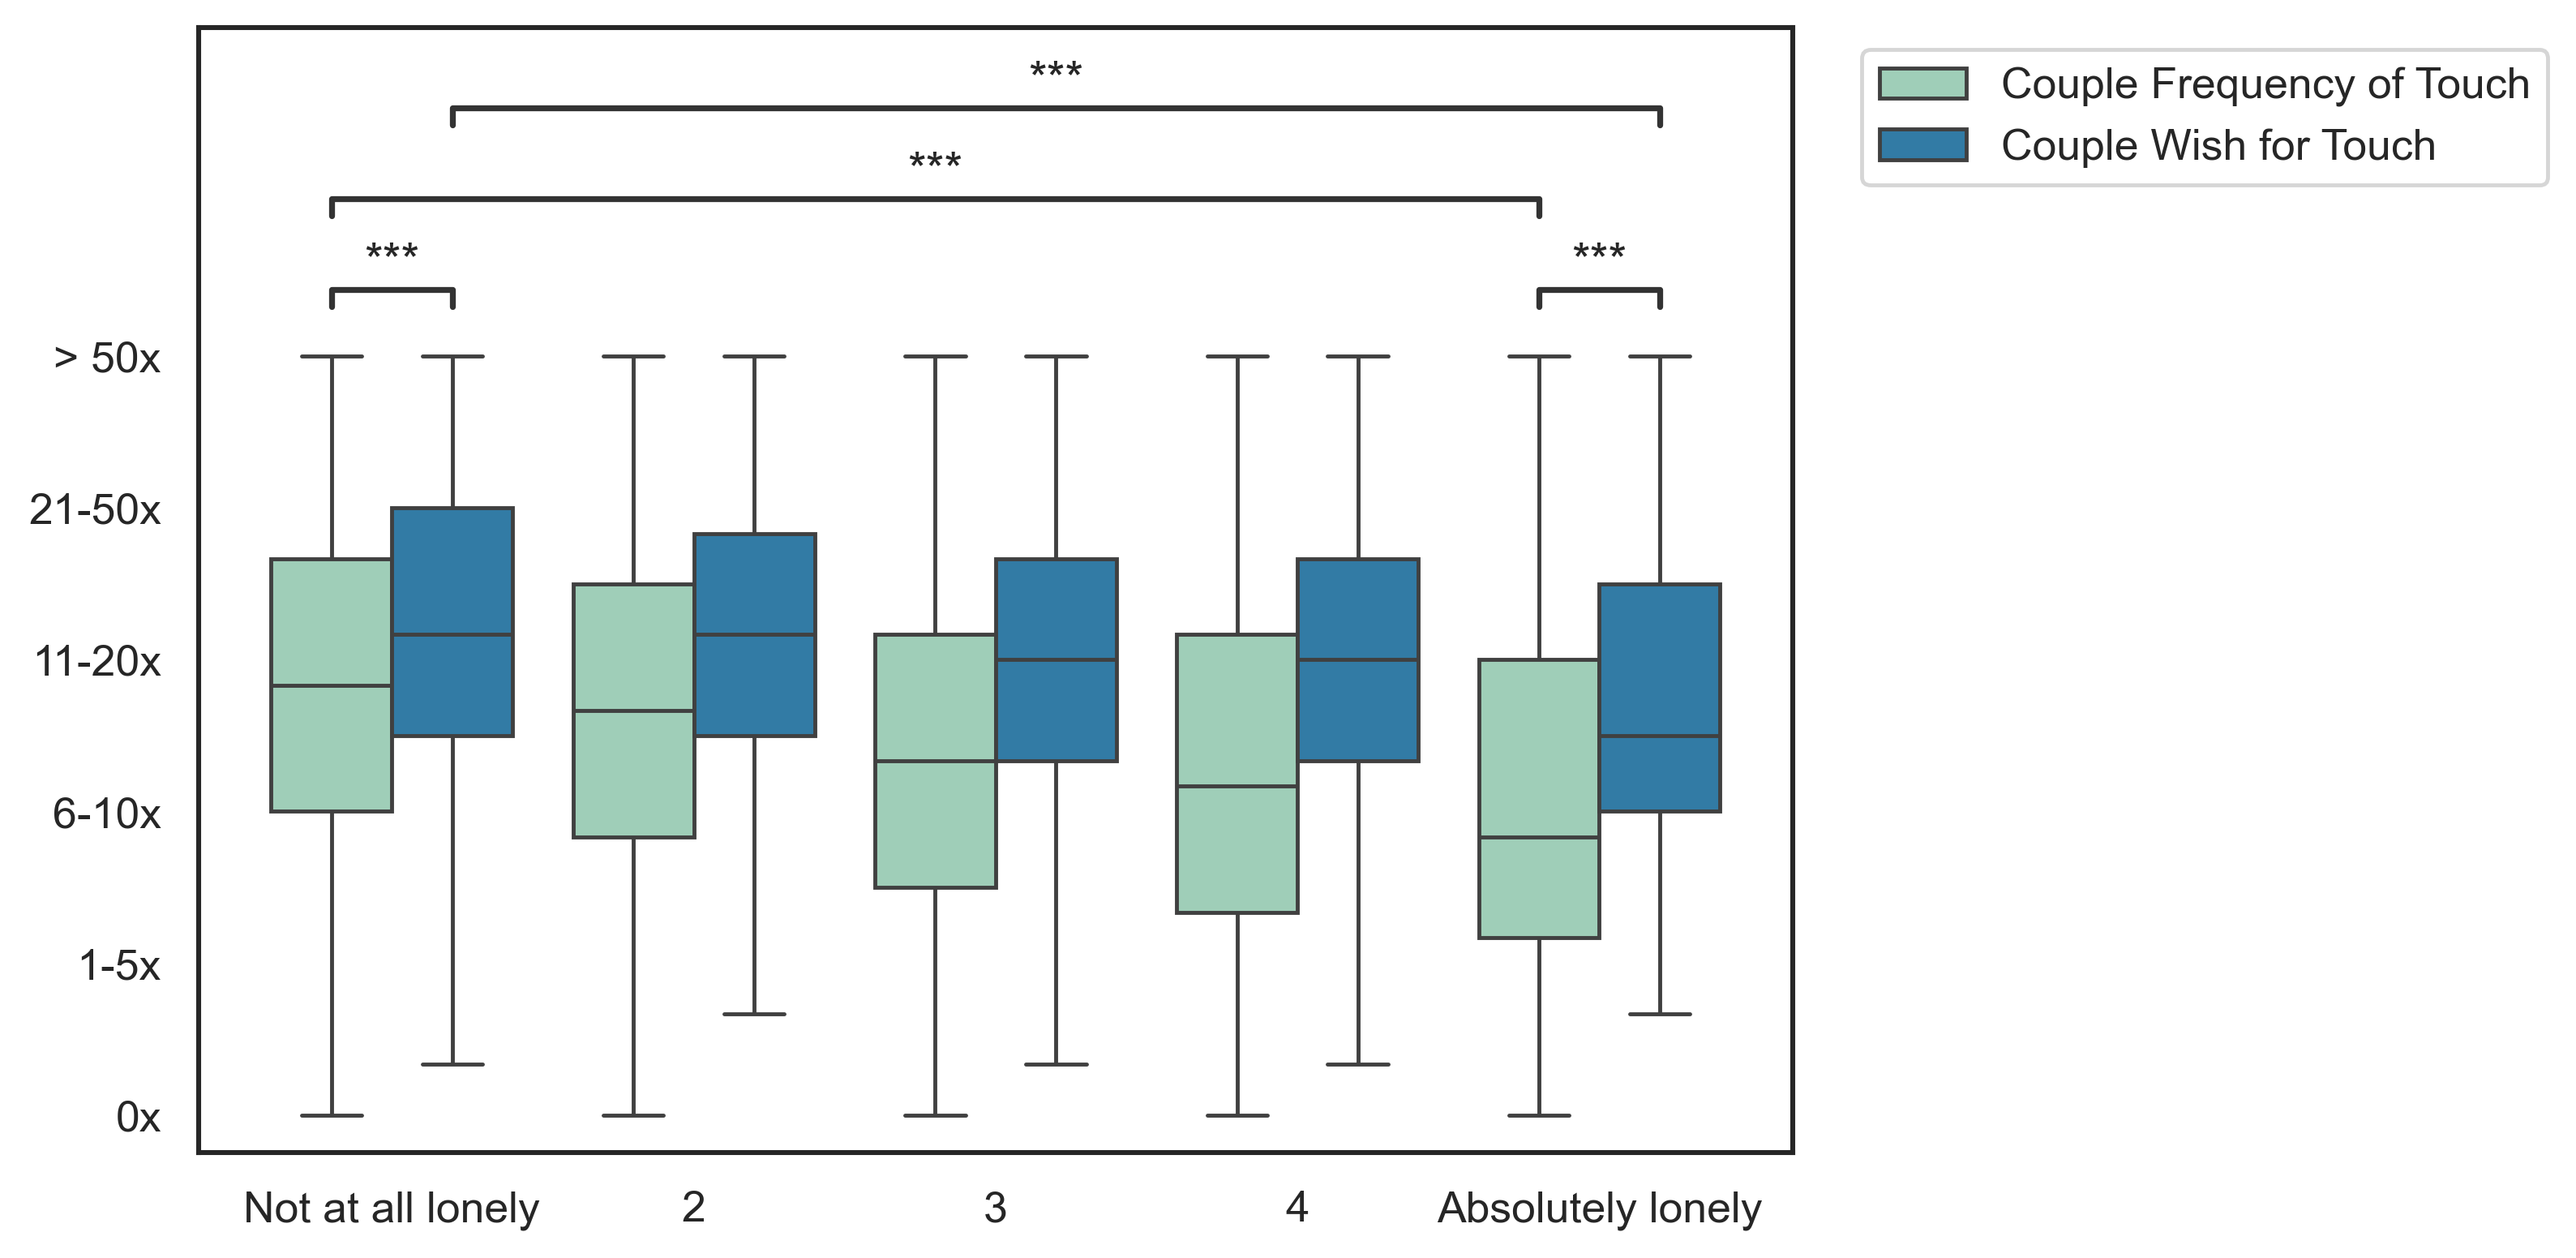 ***
***
***
***
Couple Frequency of Touch
Couple Wish for Touch
> 50x
21-50x
11-20x
6-10x
1-5x
0x
Not at all lonely 2 3 4 Absolutely lonely